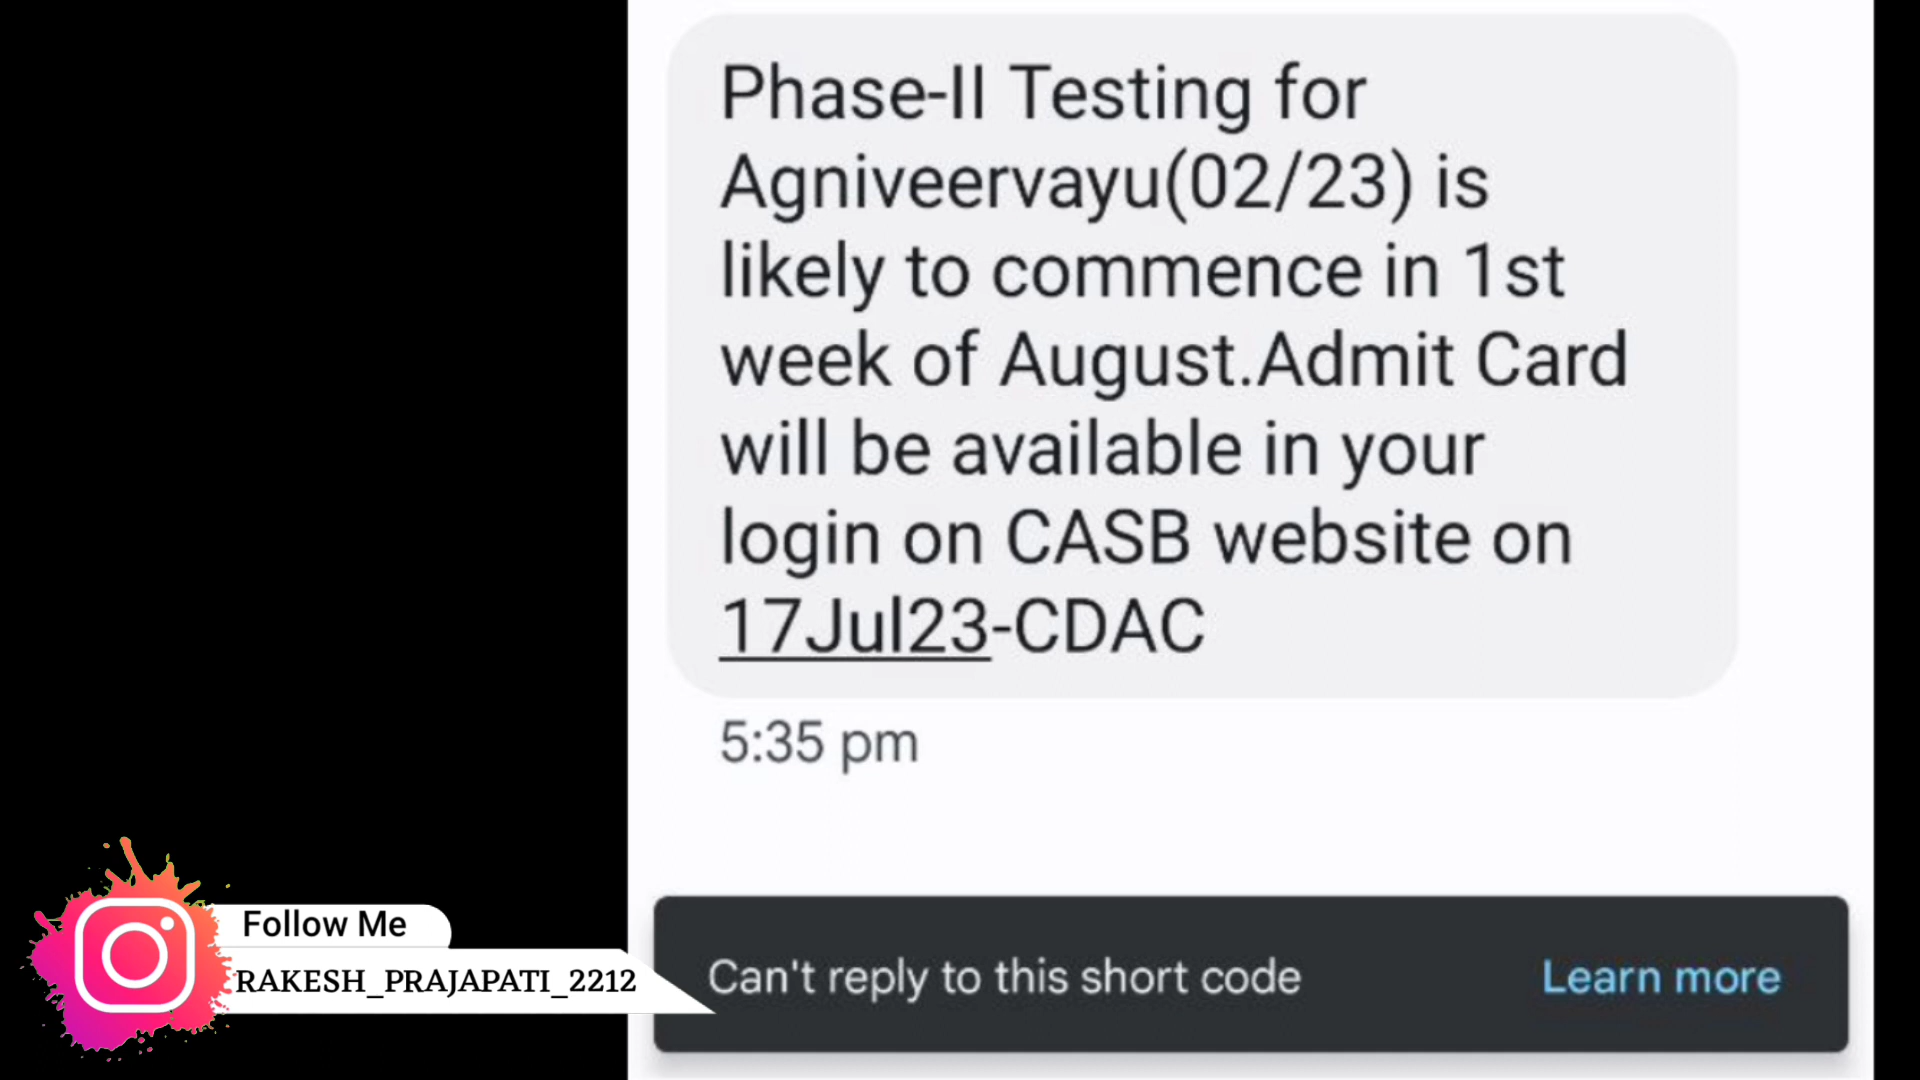 Phase-II Testing for
Agniveervayu(02/23) is
likely to commence in 1st
week of August.Admit Card
will be available in your
login on CASB website on
17Jul23-CDAC
5:35 pm
Can't reply to this short code
Learn more
Follow Me
RAKESH_PRAJAPATI_2212